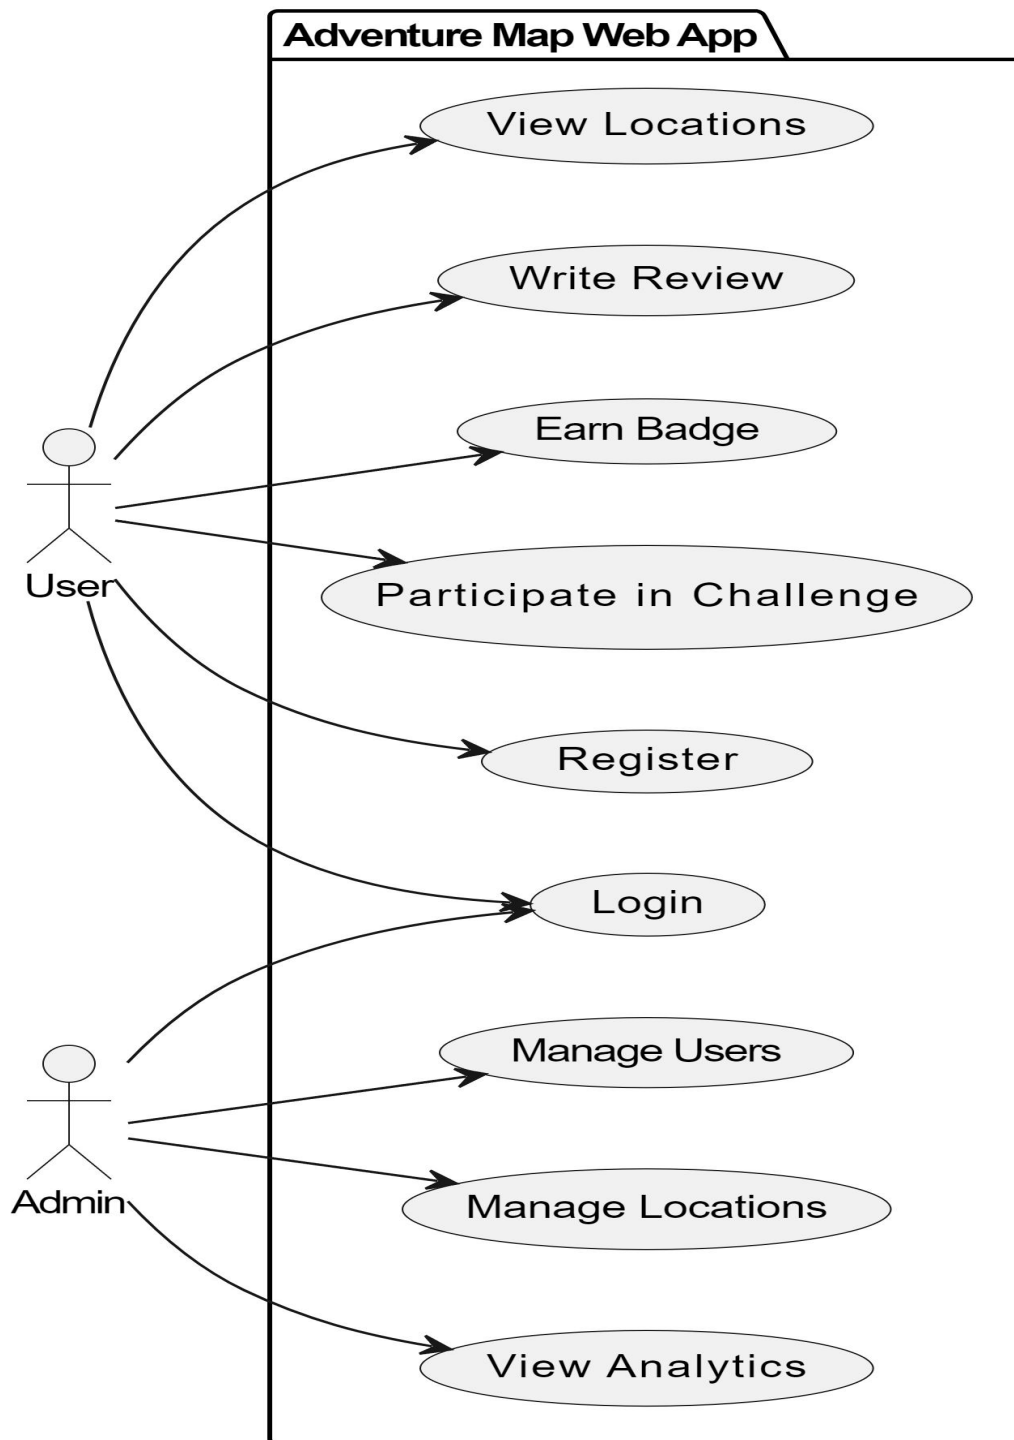 Adventure Map Web App
View Locations
Write Review
Earn Badge
Participate in Challenge
User
Register
Login
Manage Users
Admin
Manage Locations
View Analytics